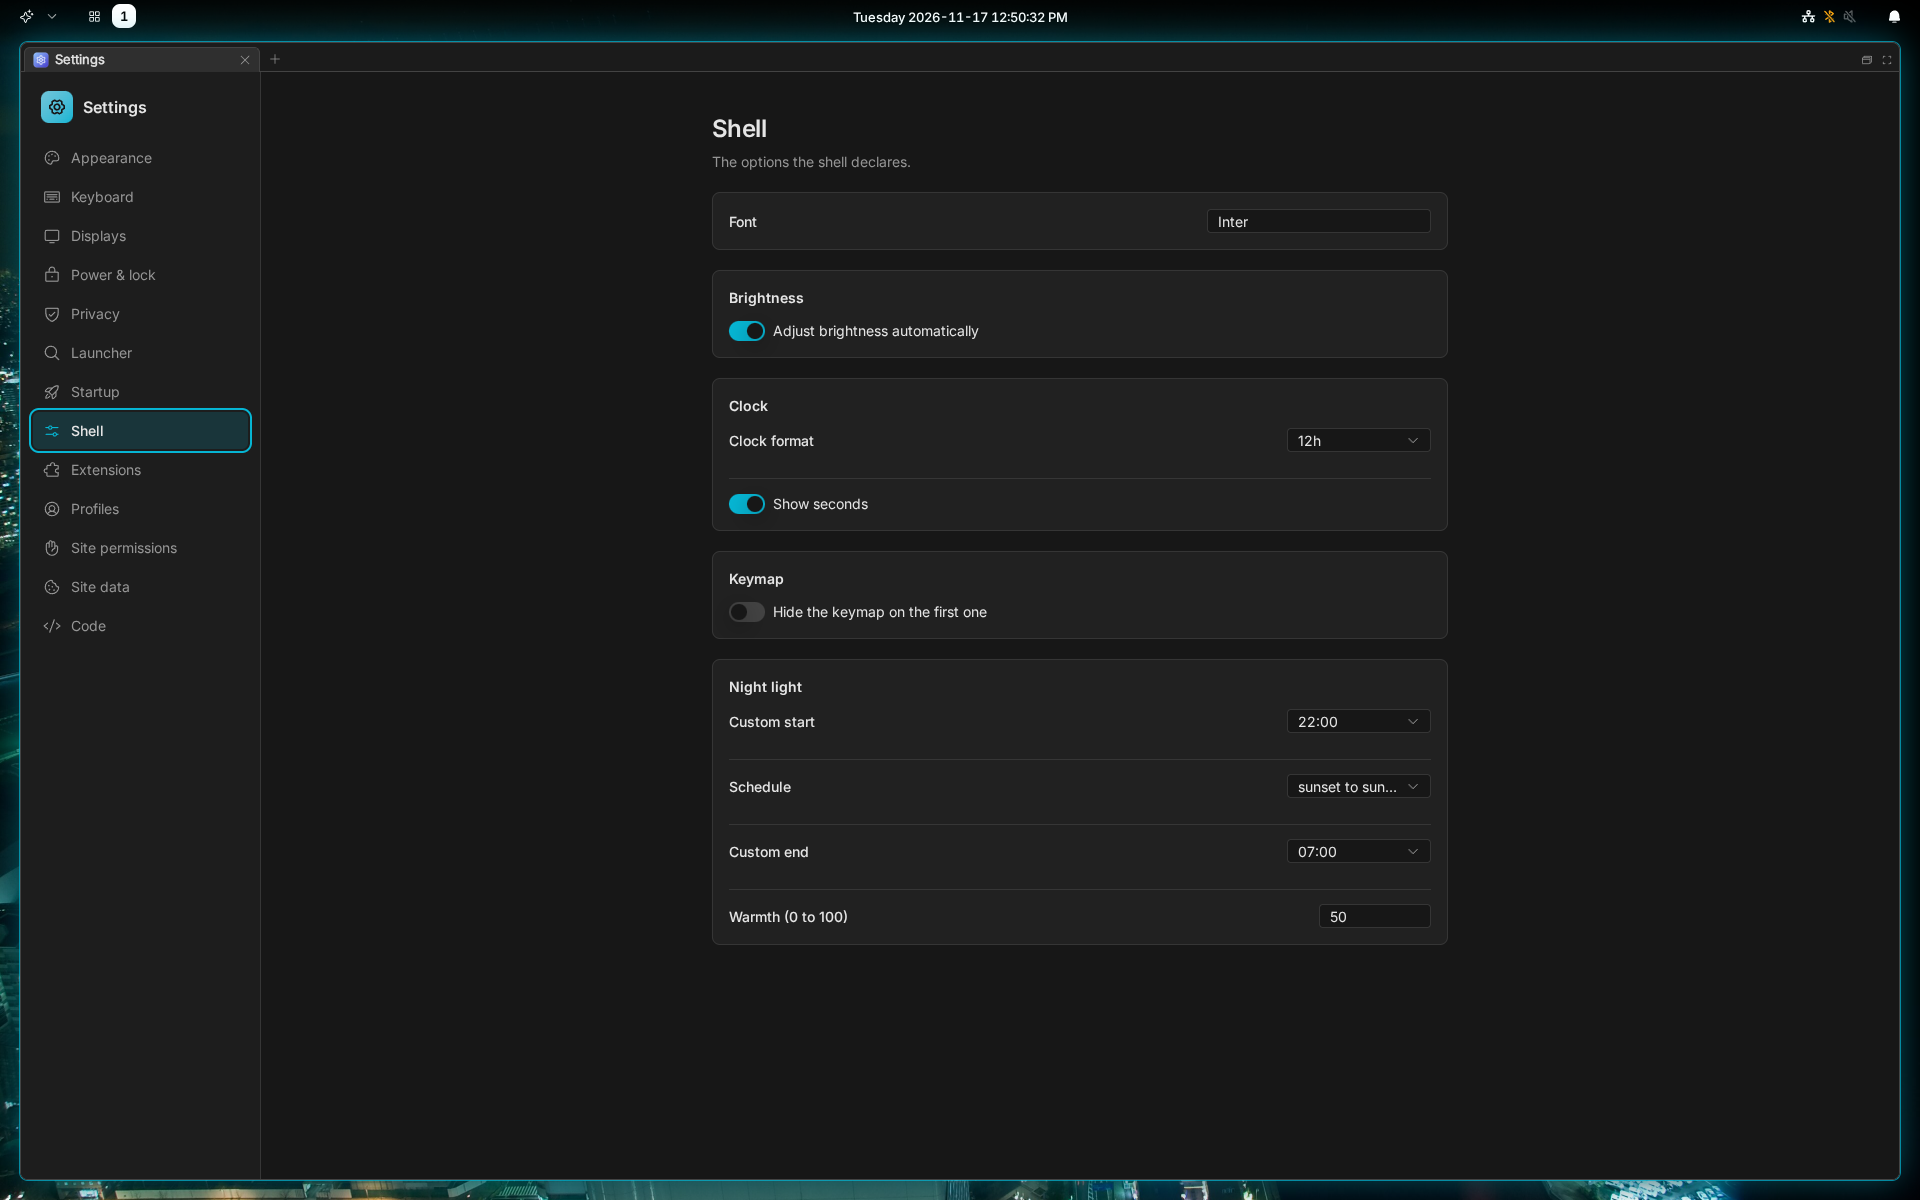 1
Tuesday 2026-11-17 12:50:32 PM
Settings
Settings
Appearance
Keyboard
Displays
Power & lock
Privacy
Launcher
Startup
Shell
Extensions
Profiles
Site permissions
Site data
Code
Shell
The options the shell declares.
Font
Inter
Brightness
Adjust brightness automatically
Clock
Clock format
12h
Show seconds
Keymap
Hide the keymap on the first one
Night light
Custom start
22:00
Schedule
sunset to sun...
Custom end
07:00
Warmth (0 to 100)
50